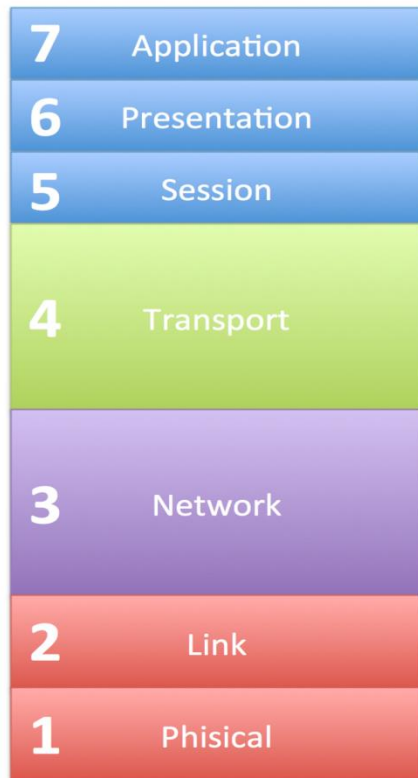 7 Application
6 Presentation
5 Session
4 Transport
3 Network
2 Link
1 Phisical